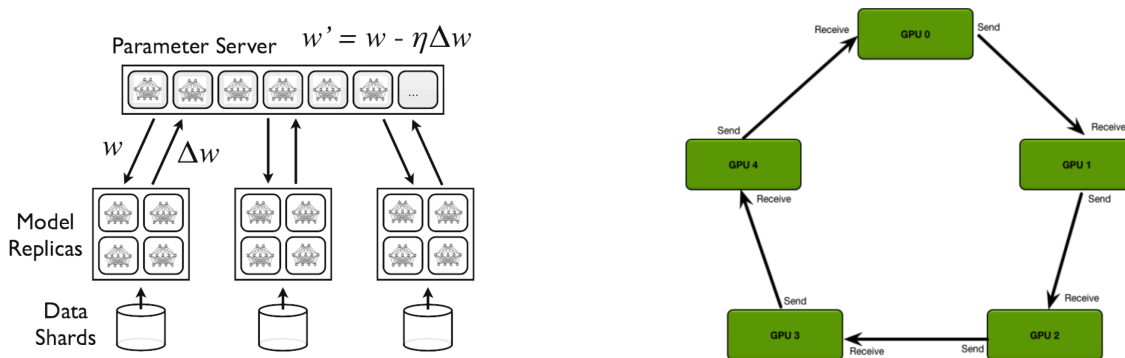 Parameter Server
w’ = w - ηΔw
...
w
Δw
Model
Replicas
Data
Shards
GPU 0
Receive
Send
Receive
GPU 1
Send
Receive
GPU 2
Send
Receive
GPU 3
Send
Receive
GPU 4
Send